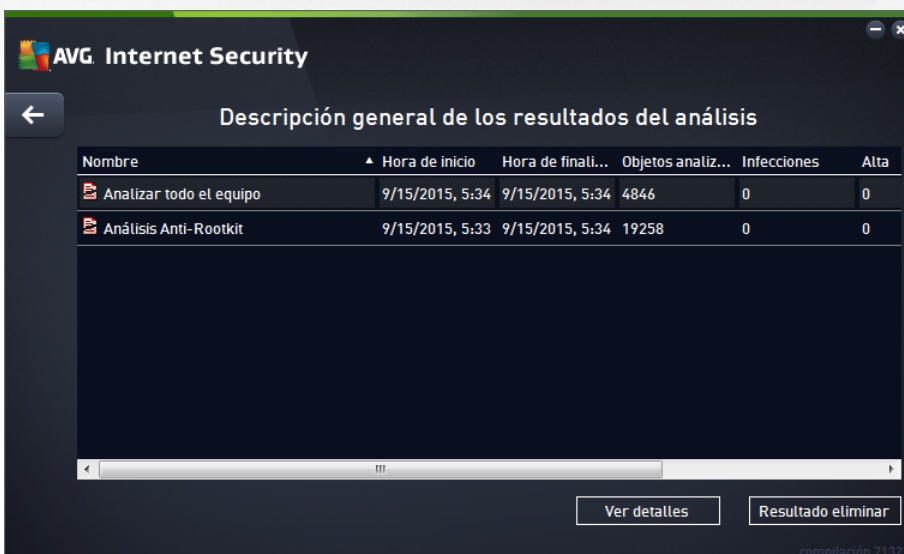 AVG. Internet Security
Descripción general de los resultados del análisis
Nombre Hora de inicio Hora de finali... Objetos analiz... Infecciones Alta
Analizar todo el equipo 9/15/2015, 5:34 9/15/2015, 5:34 4846 0 0
Análisis Anti-Rootkit 9/15/2015, 5:33 9/15/2015, 5:34 19258 0 0
Ver detalles Resultado eliminar
compilación 7132